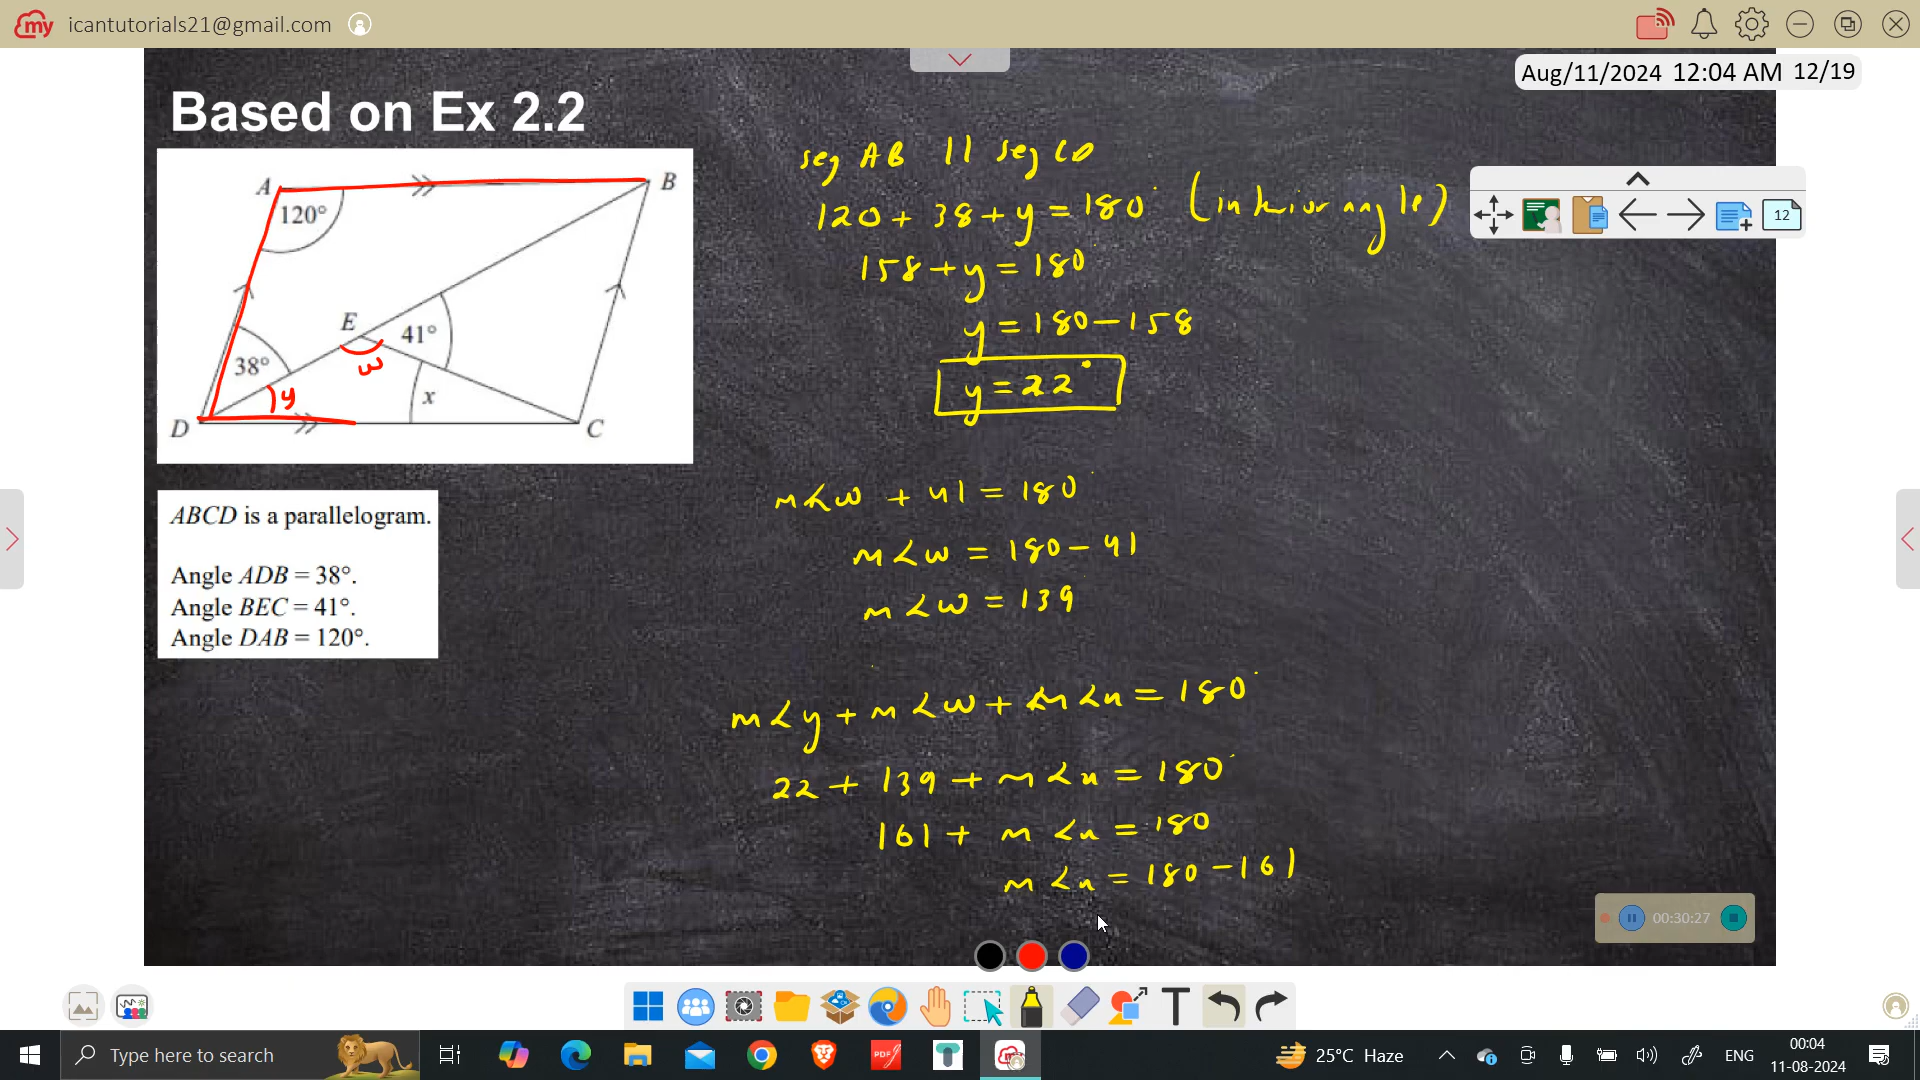 my icantutorials21@gmail.com
Aug/11/2024 12:04 AM 12/19
Based on Ex 2.2
A B
120°
E 41°
38° w
y x
D C
ABCD is a parallelogram.
Angle ADB = 38°.
Angle BEC = 41°.
Angle DAB = 120°.
seg AB || seg CD
120 + 38 + y = 180° (interior angle)
158 + y = 180°
y = 180 - 158
y = 22°
m<w + 41 = 180°
m<w = 180 - 41
m<w = 139
m<y + m<w + m<x = 180°
22 + 139 + m<x = 180°
161 + m<x = 180
m<x = 180 - 161
12
00:30:27
T
Type here to search
PDF
T
25°C Haze
ENG
00:04
11-08-2024